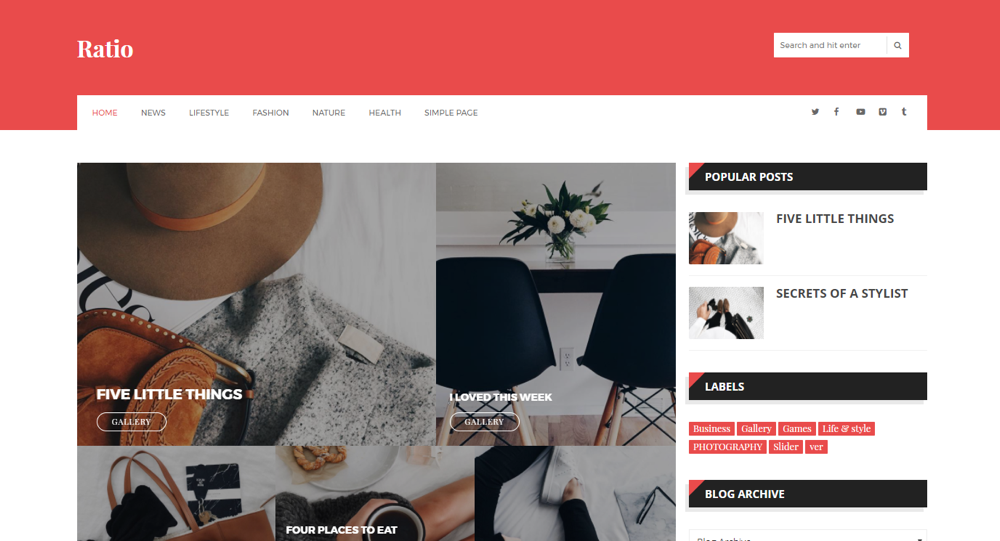 Ratio
Search and hit enter
HOME NEWS LIFESTYLE FASHION NATURE HEALTH SIMPLE PAGE
FIVE LITTLE THINGS
GALLERY
I LOVED THIS WEEK
GALLERY
FOUR PLACES TO EAT
POPULAR POSTS
FIVE LITTLE THINGS
SECRETS OF A STYLIST
LABELS
Business Gallery Games Life & style
PHOTOGRAPHY Slider ver
BLOG ARCHIVE
Blog Archive